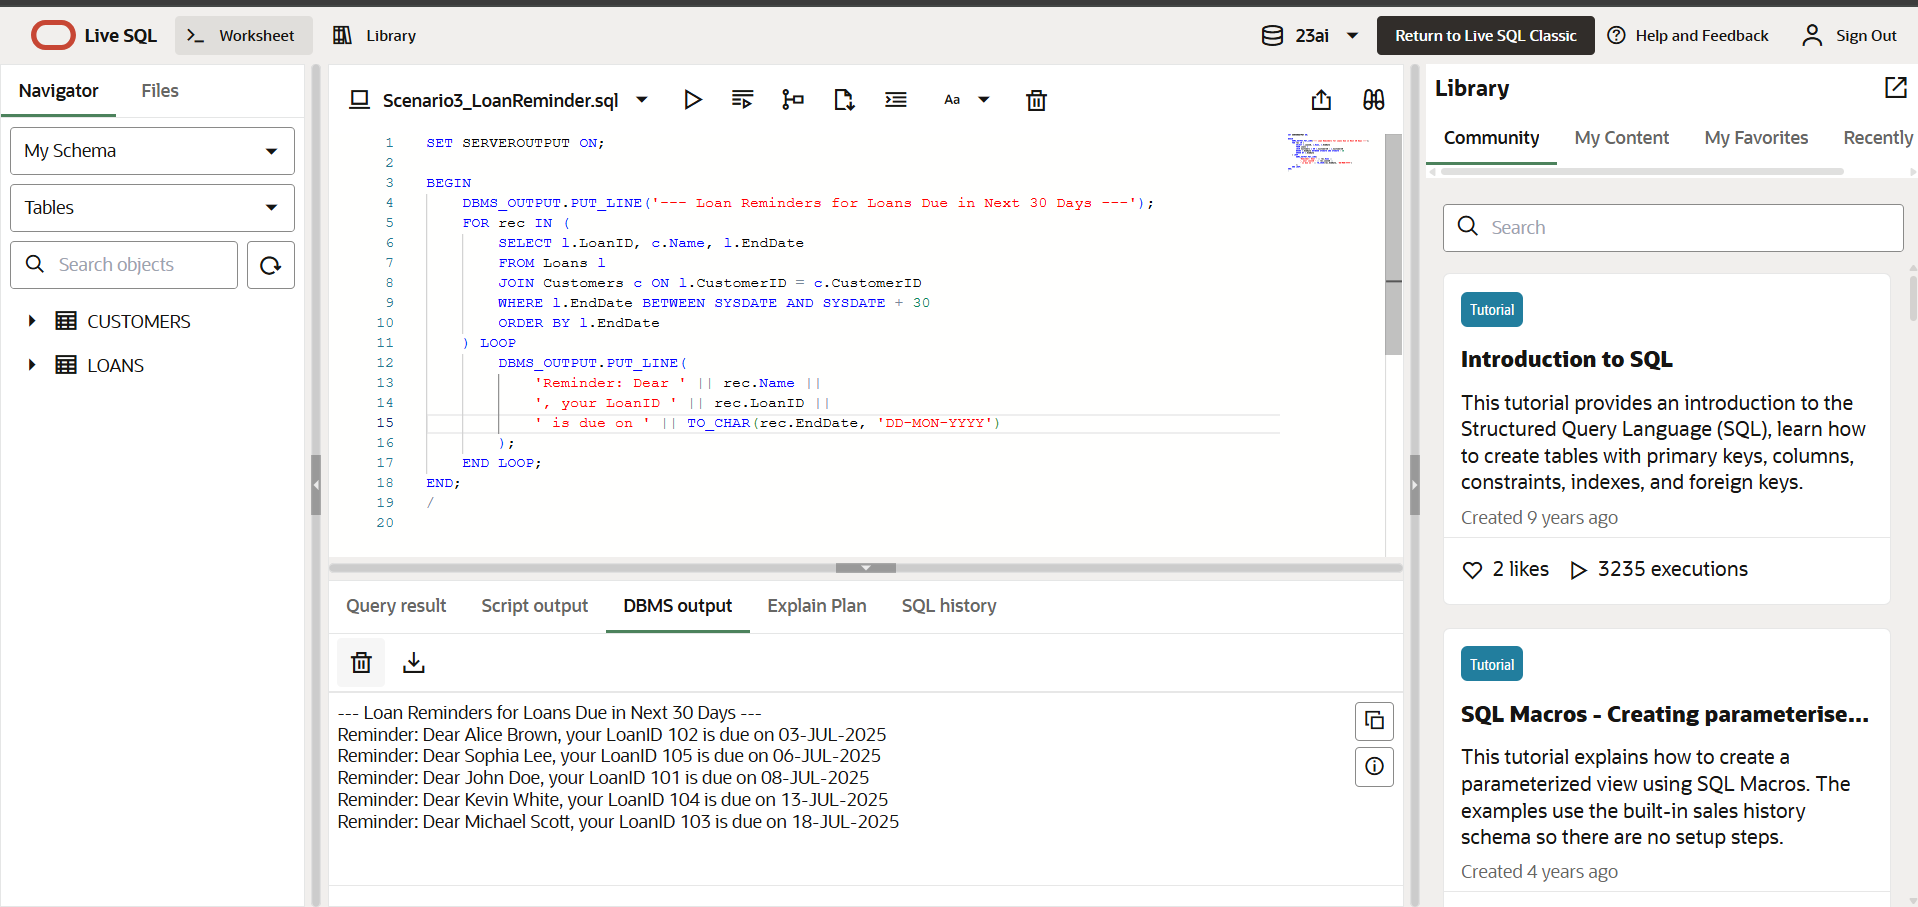 Live SQL
Worksheet
Library
23ai
Return to Live SQL Classic
Help and Feedback
Sign Out
Navigator
Files
My Schema
Tables
Search objects
CUSTOMERS
LOANS
Scenario3_LoanReminder.sql
Aa
1 SET SERVEROUTPUT ON;
2
3 BEGIN
4 DBMS_OUTPUT.PUT_LINE('--- Loan Reminders for Loans Due in Next 30 Days ---');
5 FOR rec IN (
6 SELECT l.LoanID, c.Name, l.EndDate
7 FROM Loans l
8 JOIN Customers c ON l.CustomerID = c.CustomerID
9 WHERE l.EndDate BETWEEN SYSDATE AND SYSDATE + 30
10 ORDER BY l.EndDate
11 ) LOOP
12 DBMS_OUTPUT.PUT_LINE(
13 'Reminder: Dear ' || rec.Name ||
14 ', your LoanID ' || rec.LoanID ||
15 ' is due on ' || TO_CHAR(rec.EndDate, 'DD-MON-YYYY')
16 );
17 END LOOP;
18 END;
19 /
20
Query result
Script output
DBMS output
Explain Plan
SQL history
--- Loan Reminders for Loans Due in Next 30 Days ---
Reminder: Dear Alice Brown, your LoanID 102 is due on 03-JUL-2025
Reminder: Dear Sophia Lee, your LoanID 105 is due on 06-JUL-2025
Reminder: Dear John Doe, your LoanID 101 is due on 08-JUL-2025
Reminder: Dear Kevin White, your LoanID 104 is due on 13-JUL-2025
Reminder: Dear Michael Scott, your LoanID 103 is due on 18-JUL-2025
Library
Community
My Content
My Favorites
Recently
Search
Tutorial
Introduction to SQL
This tutorial provides an introduction to the
Structured Query Language (SQL), learn how
to create tables with primary keys, columns,
constraints, indexes, and foreign keys.
Created 9 years ago
2 likes
3235 executions
Tutorial
SQL Macros - Creating parameterise...
This tutorial explains how to create a
parameterized view using SQL Macros. The
examples use the built-in sales history
schema so there are no setup steps.
Created 4 years ago